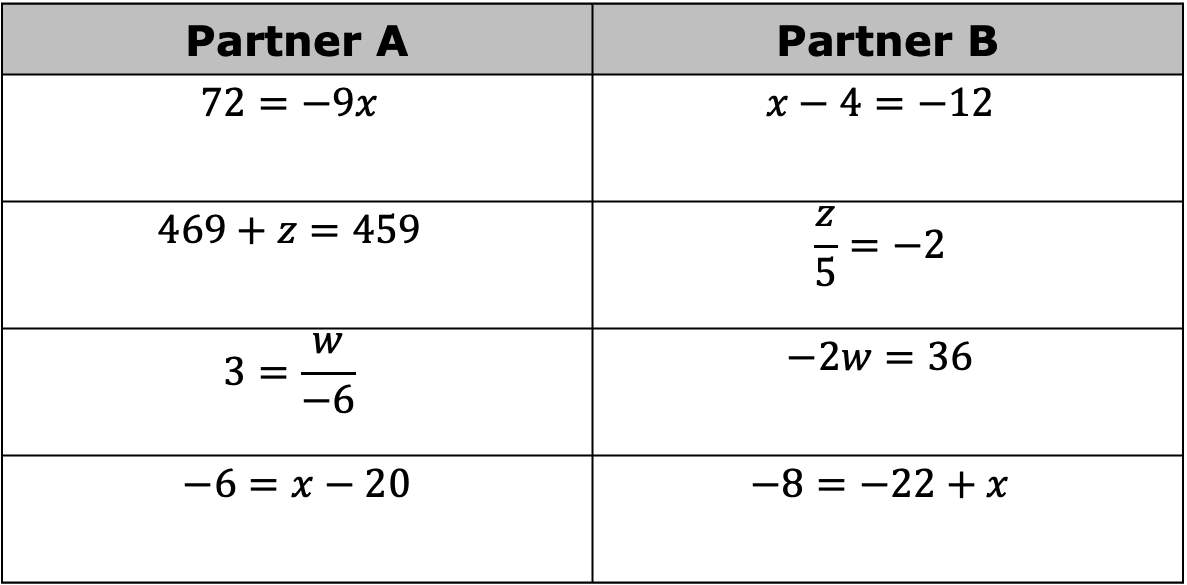 Partner A Partner B
72 = −9x x − 4 = −12
469 + z = 459 z/5 = −2
3 = w/−6 −2w = 36
−6 = x − 20 −8 = −22 + x